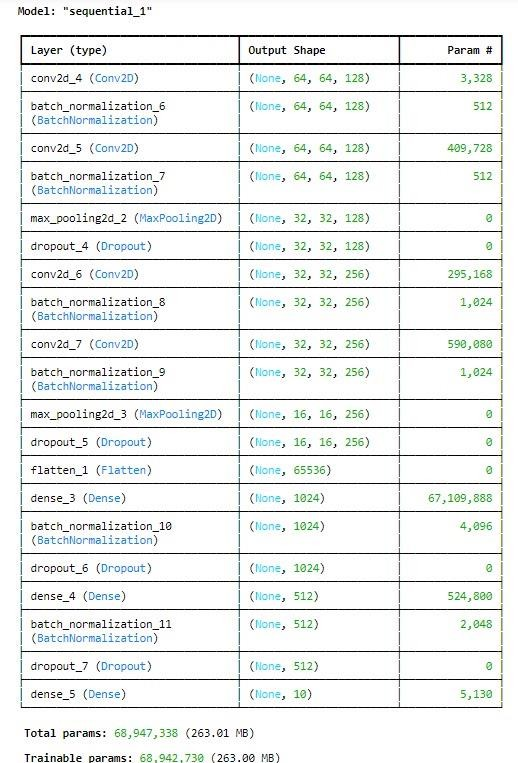 Model: "sequential_1"
Layer (type) Output Shape Param #
conv2d_4 (Conv2D) (None, 64, 64, 128) 3,328
batch_normalization_6 (None, 64, 64, 128) 512
(BatchNormalization)
conv2d_5 (Conv2D) (None, 64, 64, 128) 409,728
batch_normalization_7 (None, 64, 64, 128) 512
(BatchNormalization)
max_pooling2d_2 (MaxPooling2D) (None, 32, 32, 128) 0
dropout_4 (Dropout) (None, 32, 32, 128) 0
conv2d_6 (Conv2D) (None, 32, 32, 256) 295,168
batch_normalization_8 (None, 32, 32, 256) 1,024
(BatchNormalization)
conv2d_7 (Conv2D) (None, 32, 32, 256) 590,080
batch_normalization_9 (None, 32, 32, 256) 1,024
(BatchNormalization)
max_pooling2d_3 (MaxPooling2D) (None, 16, 16, 256) 0
dropout_5 (Dropout) (None, 16, 16, 256) 0
flatten_1 (Flatten) (None, 65536) 0
dense_3 (Dense) (None, 1024) 67,109,888
batch_normalization_10 (None, 1024) 4,096
(BatchNormalization)
dropout_6 (Dropout) (None, 1024) 0
dense_4 (Dense) (None, 512) 524,800
batch_normalization_11 (None, 512) 2,048
(BatchNormalization)
dropout_7 (Dropout) (None, 512) 0
dense_5 (Dense) (None, 10) 5,130
Total params: 68,947,338 (263.01 MB)
Trainable params: 68,942,730 (263.00 MB)